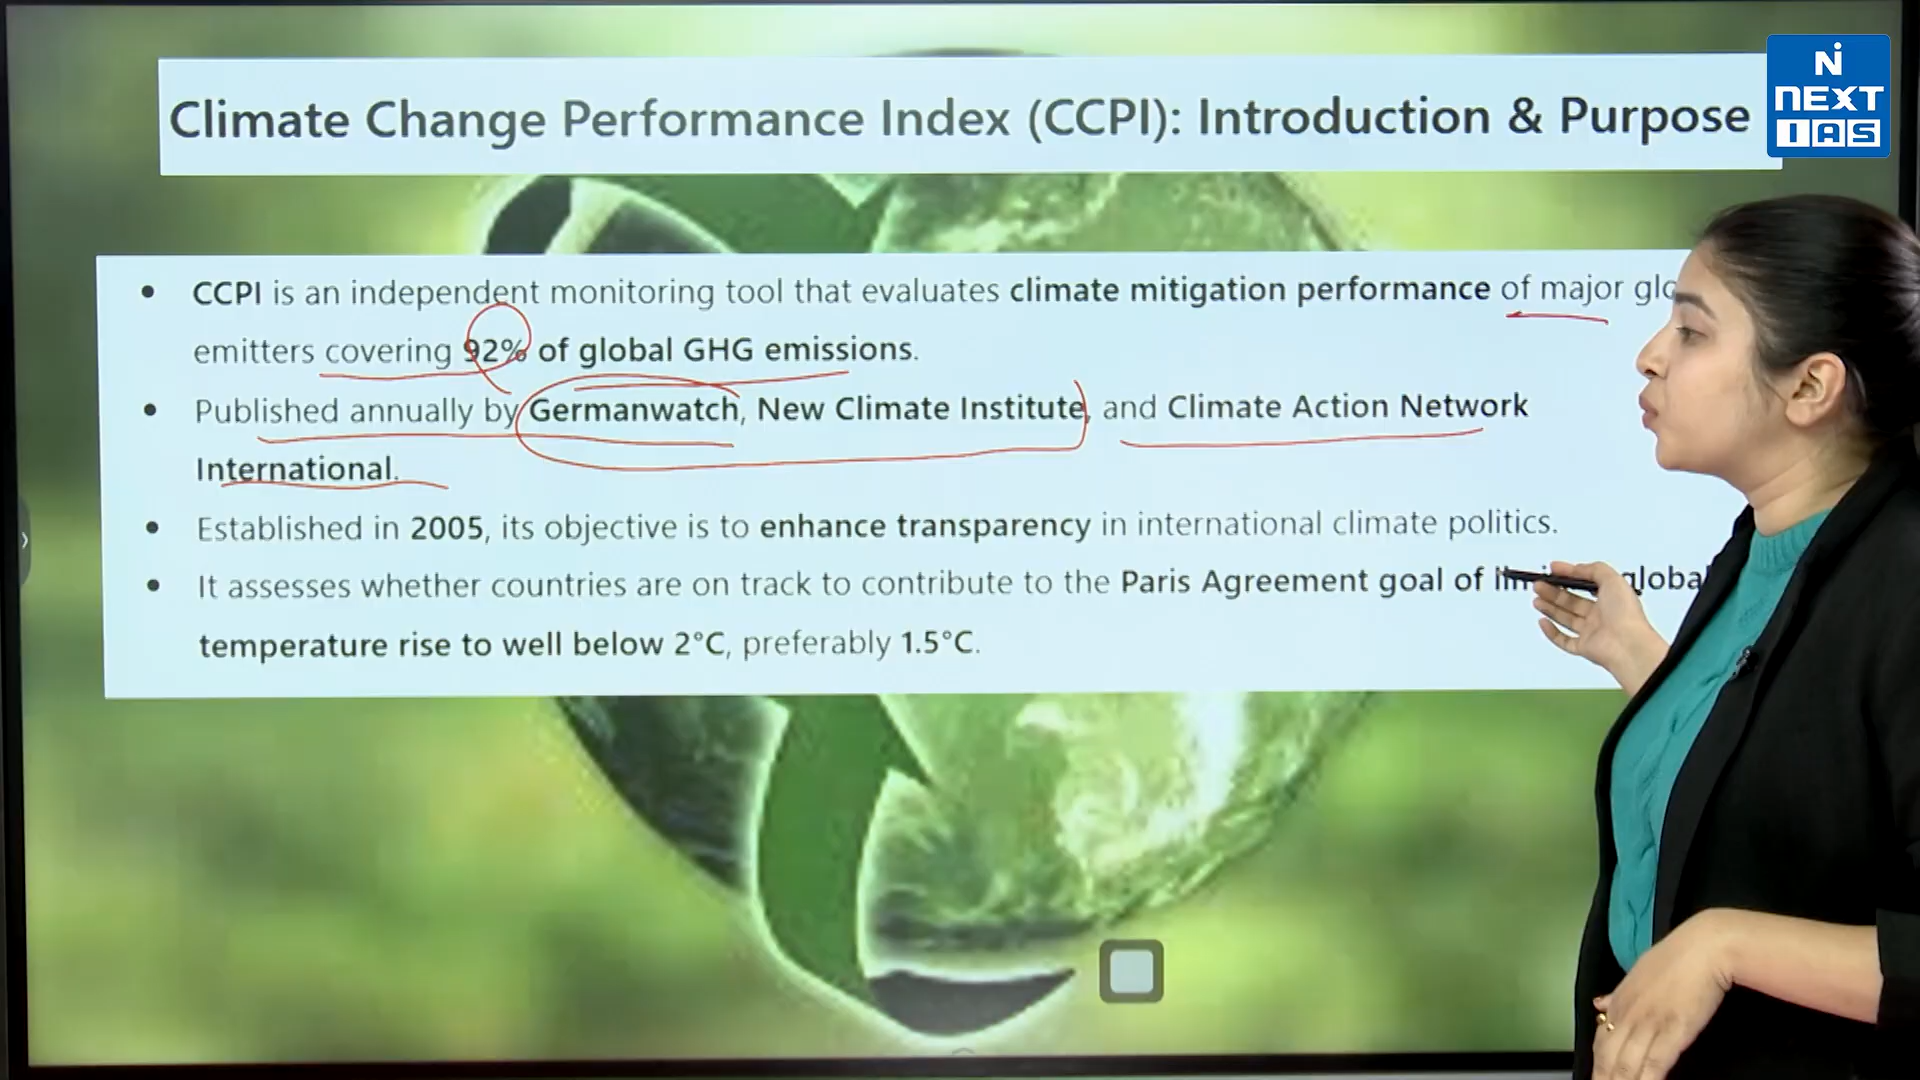 Climate Change Performance Index (CCPI): Introduction & Purpose
NEXT
IAS
• CCPI is an independent monitoring tool that evaluates climate mitigation performance of major
emitters covering 92% of global GHG emissions.
• Published annually by Germanwatch, New Climate Institute, and Climate Action Network
International.
• Established in 2005, its objective is to enhance transparency in international climate politics.
• It assesses whether countries are on track to contribute to the Paris Agreement goal of
temperature rise to well below 2°C, preferably 1.5°C.